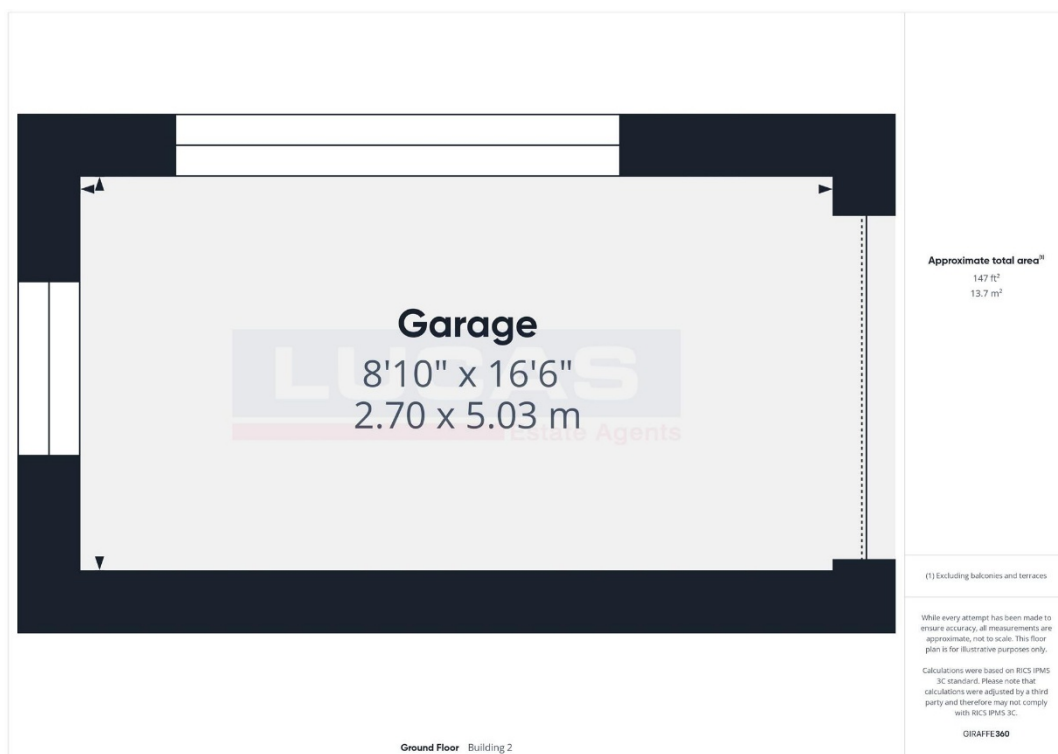 Garage
8'10" x 16'6"
2.70 x 5.03 m
LUCAS
Estate Agents
Approximate total area⁽¹⁾
147 ft²
13.7 m²
(1) Excluding balconies and terraces
While every attempt has been made to
ensure accuracy, all measurements are
approximate, not to scale. This floor
plan is for illustrative purposes only.
Calculations were based on RICS IPMS
3C standard. Please note that
calculations were adjusted by a third
party and therefore may not comply
with RICS IPMS 3C.
GIRAFFE360
Ground Floor Building 2